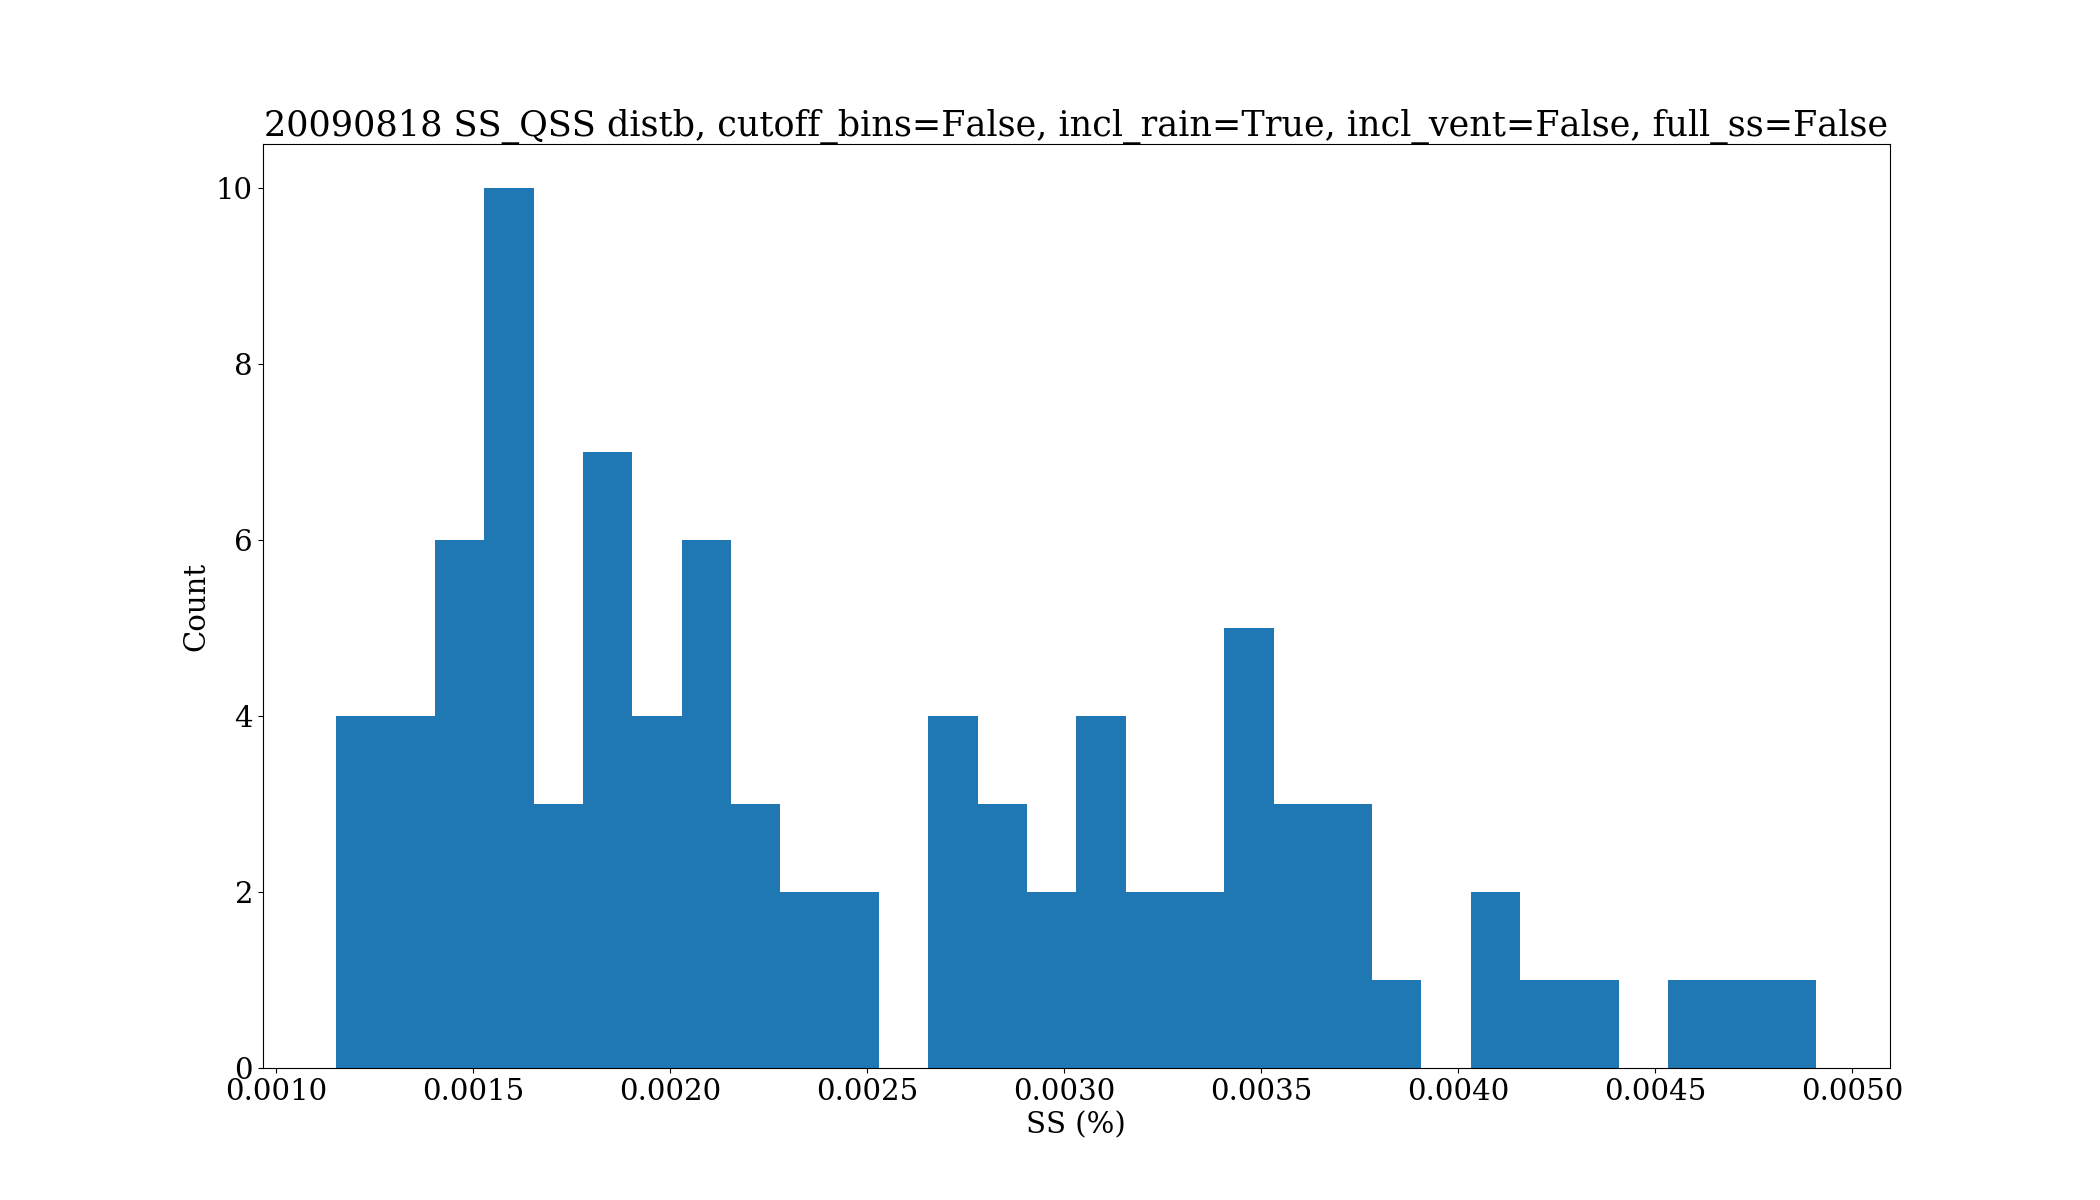 20090818 SS_QSS distb, cutoff_bins=False, incl_rain=True, incl_vent=False, full_ss=False
10
8
6
4
2
0
Count
0.0010 0.0015 0.0020 0.0025 0.0030 0.0035 0.0040 0.0045 0.0050
SS (%)